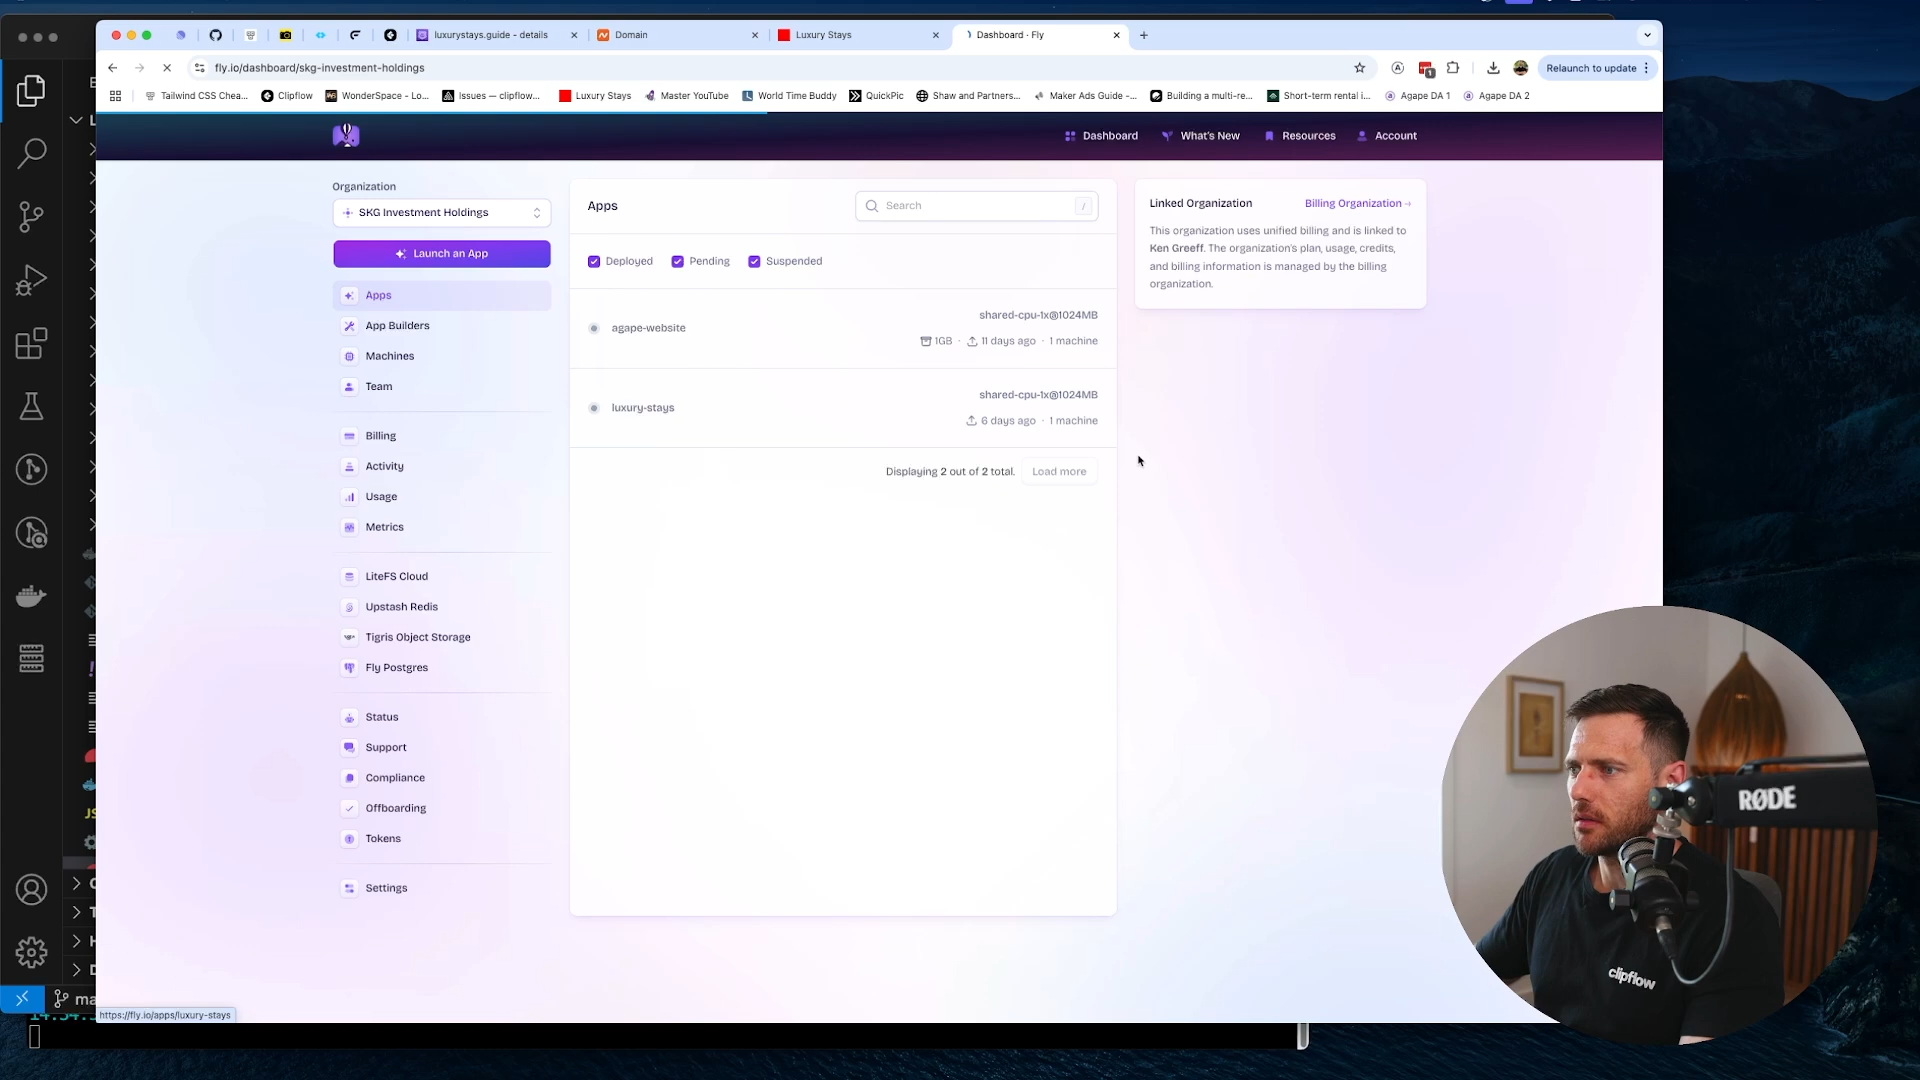 luxurystays.guide - details
Domain
Luxury Stays
Dashboard · Fly
fly.io/dashboard/skg-investment-holdings
Relaunch to update
Tailwind CSS Chea...
Clipflow
WonderSpace - Lo...
Issues — clipflow...
Luxury Stays
Master YouTube
World Time Buddy
QuickPic
Shaw and Partners...
Maker Ads Guide -...
Building a multi-re...
Short-term rental i...
Agape DA 1
Agape DA 2
Dashboard
What's New
Resources
Account
Organization
SKG Investment Holdings
Launch an App
Apps
App Builders
Machines
Team
Billing
Activity
Usage
Metrics
LiteFS Cloud
Upstash Redis
Tigris Object Storage
Fly Postgres
Status
Support
Compliance
Offboarding
Tokens
Settings
Apps
Search
/
Deployed
Pending
Suspended
agape-website
shared-cpu-1x@1024MB
1GB · 11 days ago · 1 machine
luxury-stays
shared-cpu-1x@1024MB
6 days ago · 1 machine
Displaying 2 out of 2 total.
Load more
Linked Organization
Billing Organization→
This organization uses unified billing and is linked to
Ken Greeff. The organization's plan, usage, credits,
and billing information is managed by the billing
organization.
https://fly.io/apps/luxury-stays
ma
RØDE
clipflow